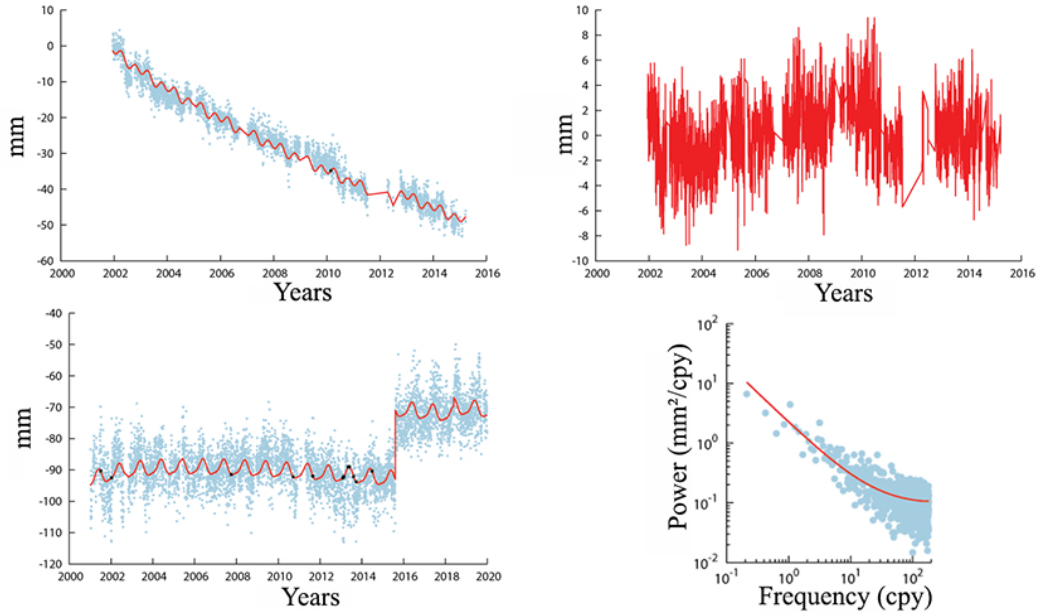 10
0
-10
-20
-30
-40
-50
-60
mm
2000 2002 2004 2006 2008 2010 2012 2014 2016
Years
10
8
6
4
2
0
-2
-4
-6
-8
-10
mm
2000 2002 2004 2006 2008 2010 2012 2014 2016
Years
-40
-50
-60
-70
-80
-90
-100
-110
-120
mm
2000 2002 2004 2006 2008 2010 2012 2014 2016 2018 2020
Years
10²
10¹
10⁰
10⁻¹
10⁻²
Power (mm²/cpy)
10⁻¹ 10⁰ 10¹ 10²
Frequency (cpy)